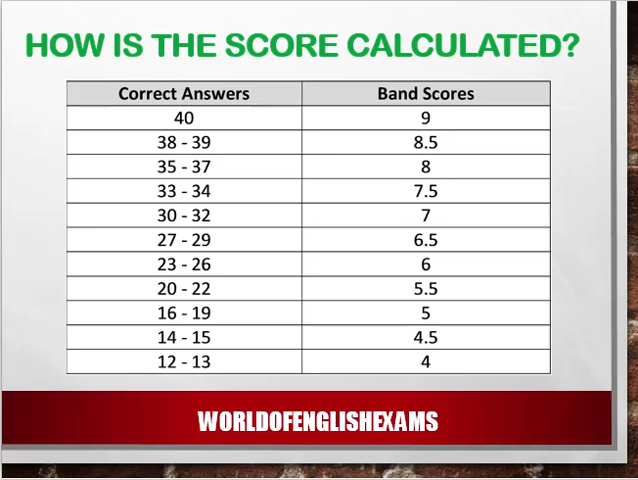 HOW IS THE SCORE CALCULATED?
Correct Answers Band Scores
40 9
38 - 39 8.5
35 - 37 8
33 - 34 7.5
30 - 32 7
27 - 29 6.5
23 - 26 6
20 - 22 5.5
16 - 19 5
14 - 15 4.5
12 - 13 4
WORLDOFENGLISHEXAMS